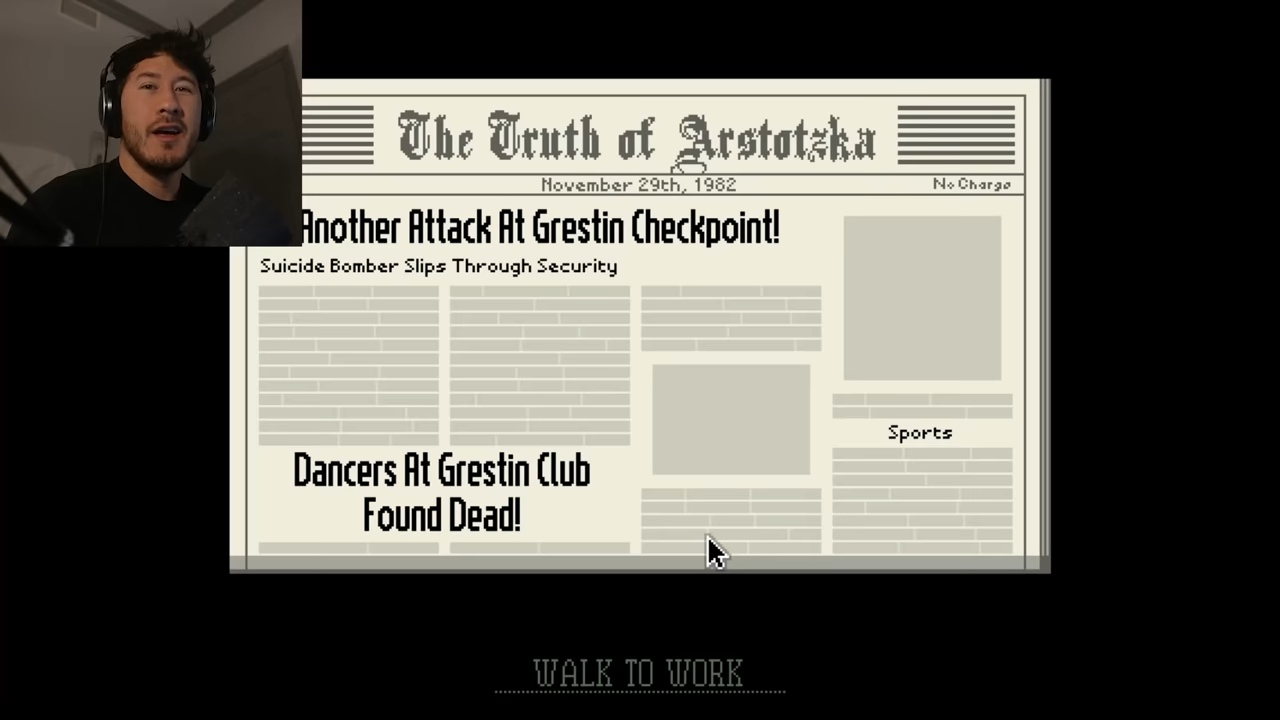 The Truth of Arstotzka
November 29th, 1982
No Charge
Another Attack At Grestin Checkpoint!
Suicide Bomber Slips Through Security
Dancers At Grestin Club
Found Dead!
Sports
WALK TO WORK